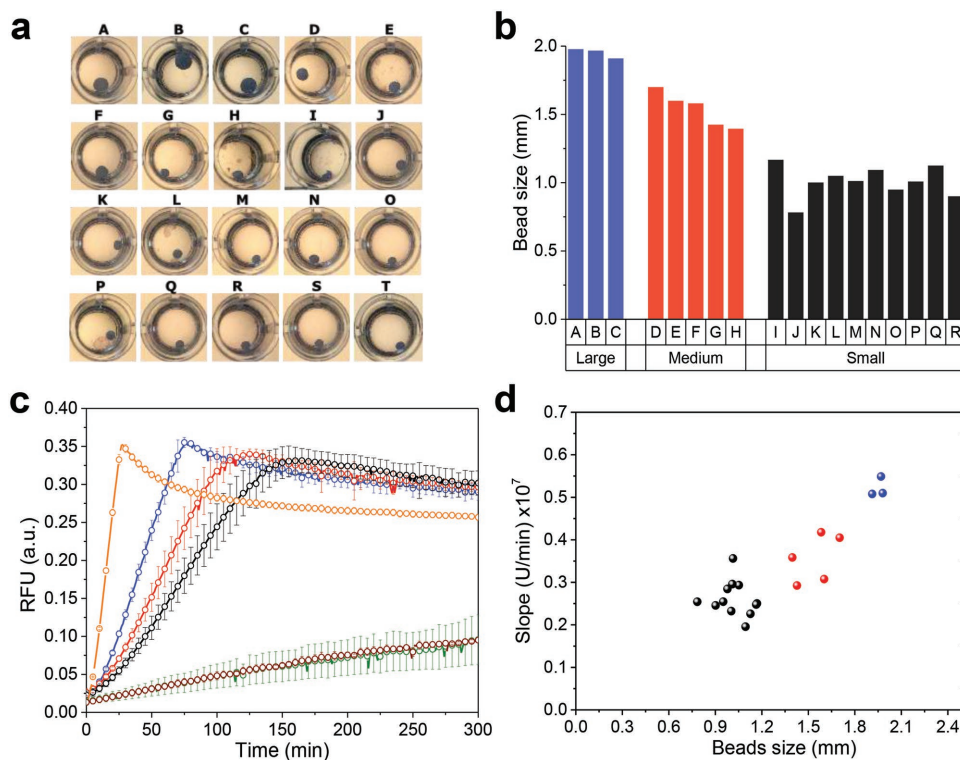 a
A B C D E
F G H I J
K L M N O
P Q R S T
b
2.0
1.5
1.0
0.5
0.0
Bead size (mm)
A B C D E F G H I J K L M N O P Q R
Large Medium Small
c
0.40
0.35
0.30
0.25
0.20
0.15
0.10
0.05
0.00
RFU (a.u.)
0 50 100 150 200 250 300
Time (min)
d
0.7
0.6
0.5
0.4
0.3
0.2
0.1
0.0
Slope (U/min) x10⁷
0.0 0.3 0.6 0.9 1.2 1.5 1.8 2.1 2.4
Beads size (mm)